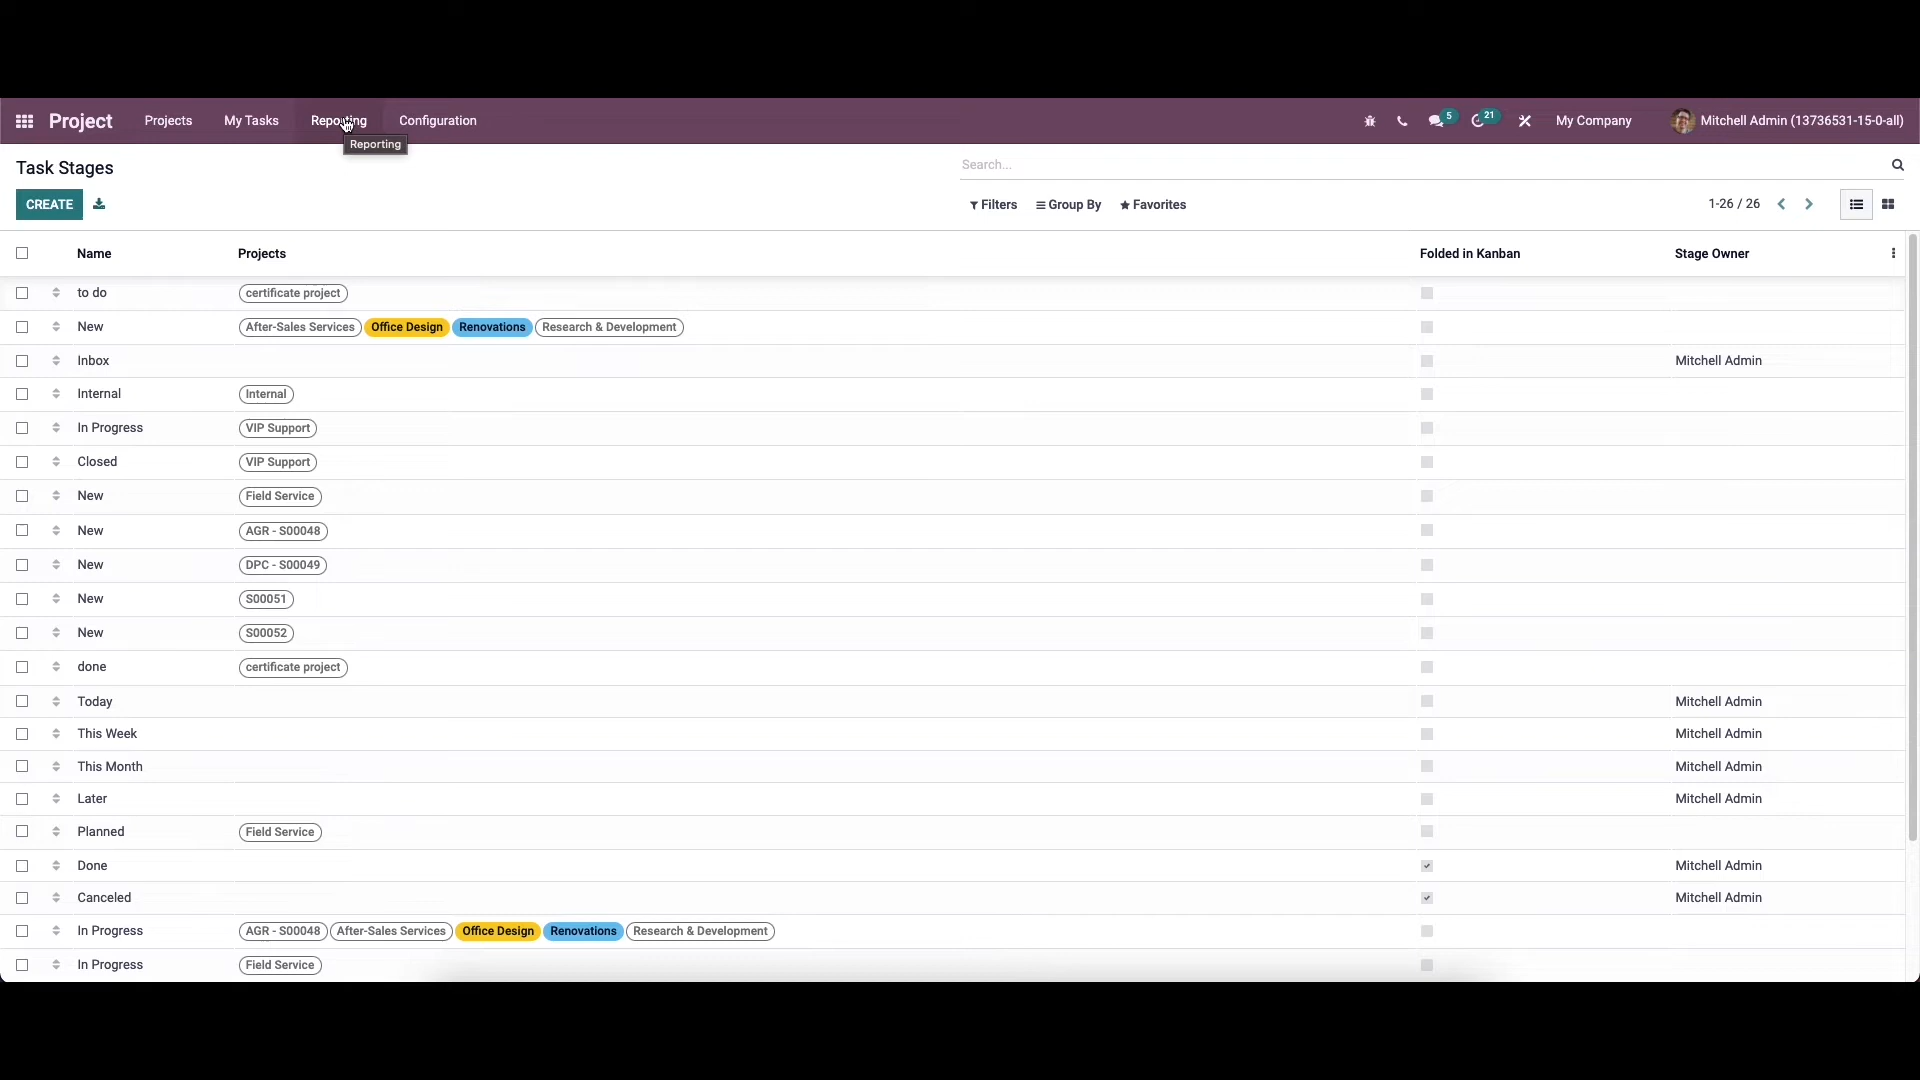 Project Projects My Tasks Reporting Configuration 5 21 My Company Mitchell Admin (13736531-15-0-all)
Reporting
Task Stages Search...
CREATE Filters Group By Favorites 1-26 / 26
Name Projects Folded in Kanban Stage Owner
to do certificate project
New After-Sales Services Office Design Renovations Research & Development
Inbox Mitchell Admin
Internal Internal
In Progress VIP Support
Closed VIP Support
New Field Service
New AGR - S00048
New DPC - S00049
New S00051
New S00052
done certificate project
Today Mitchell Admin
This Week Mitchell Admin
This Month Mitchell Admin
Later Mitchell Admin
Planned Field Service
Done Mitchell Admin
Canceled Mitchell Admin
In Progress AGR - S00048 After-Sales Services Office Design Renovations Research & Development
In Progress Field Service